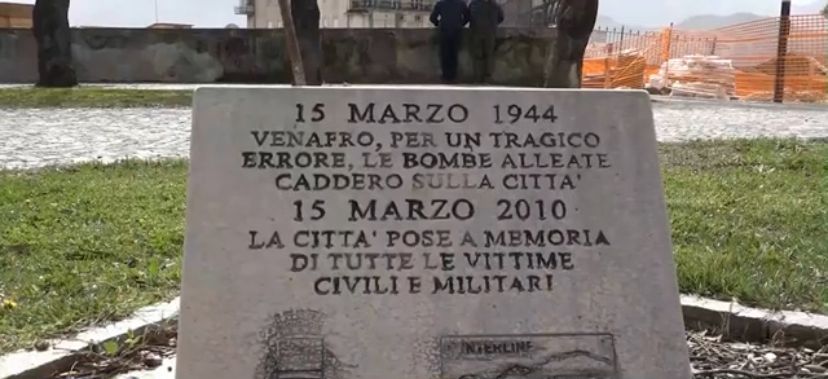 15 MARZO 1944
VENAFRO, PER UN TRAGICO
ERRORE, LE BOMBE ALLEATE
CADDERO SULLA CITTA'
15 MARZO 2010
LA CITTA' POSE A MEMORIA
DI TUTTE LE VITTIME
CIVILI E MILITARI
INTERLINE